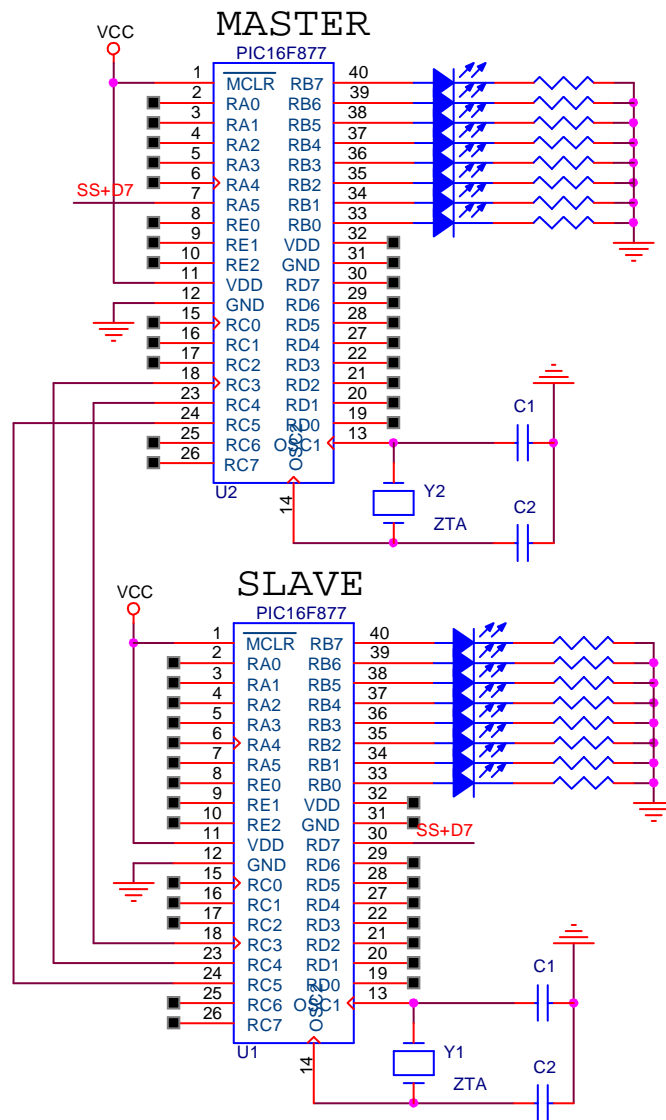 MASTER
VCC
PIC16F877
1 MCLR RB7 40
2 RA0 RB6 39
3 RA1 RB5 38
4 RA2 RB4 37
5 RA3 RB3 36
6 RA4 RB2 35
SS+D7 7 RA5 RB1 34
8 RE0 RB0 33
9 RE1 VDD 32
10 RE2 GND 31
11 VDD RD7 30
12 GND RD6 29
15 RC0 RD5 28
16 RC1 RD4 27
17 RC2 RD3 22
18 RC3 RD2 21
23 RC4 RD1 20
24 RC5 RD0 19
25 RC6 OSC1 13
26 RC7 OSC2 14
C1
U2
Y2
ZTA
C2
SLAVE
VCC
PIC16F877
1 MCLR RB7 40
2 RA0 RB6 39
3 RA1 RB5 38
4 RA2 RB4 37
5 RA3 RB3 36
6 RA4 RB2 35
7 RA5 RB1 34
8 RE0 RB0 33
9 RE1 VDD 32
10 RE2 GND 31
11 VDD RD7 30 SS+D7
12 GND RD6 29
15 RC0 RD5 28
16 RC1 RD4 27
17 RC2 RD3 22
18 RC3 RD2 21
23 RC4 RD1 20
24 RC5 RD0 19
25 RC6 OSC1 13
26 RC7 OSC2 14
C1
U1
Y1
ZTA
C2